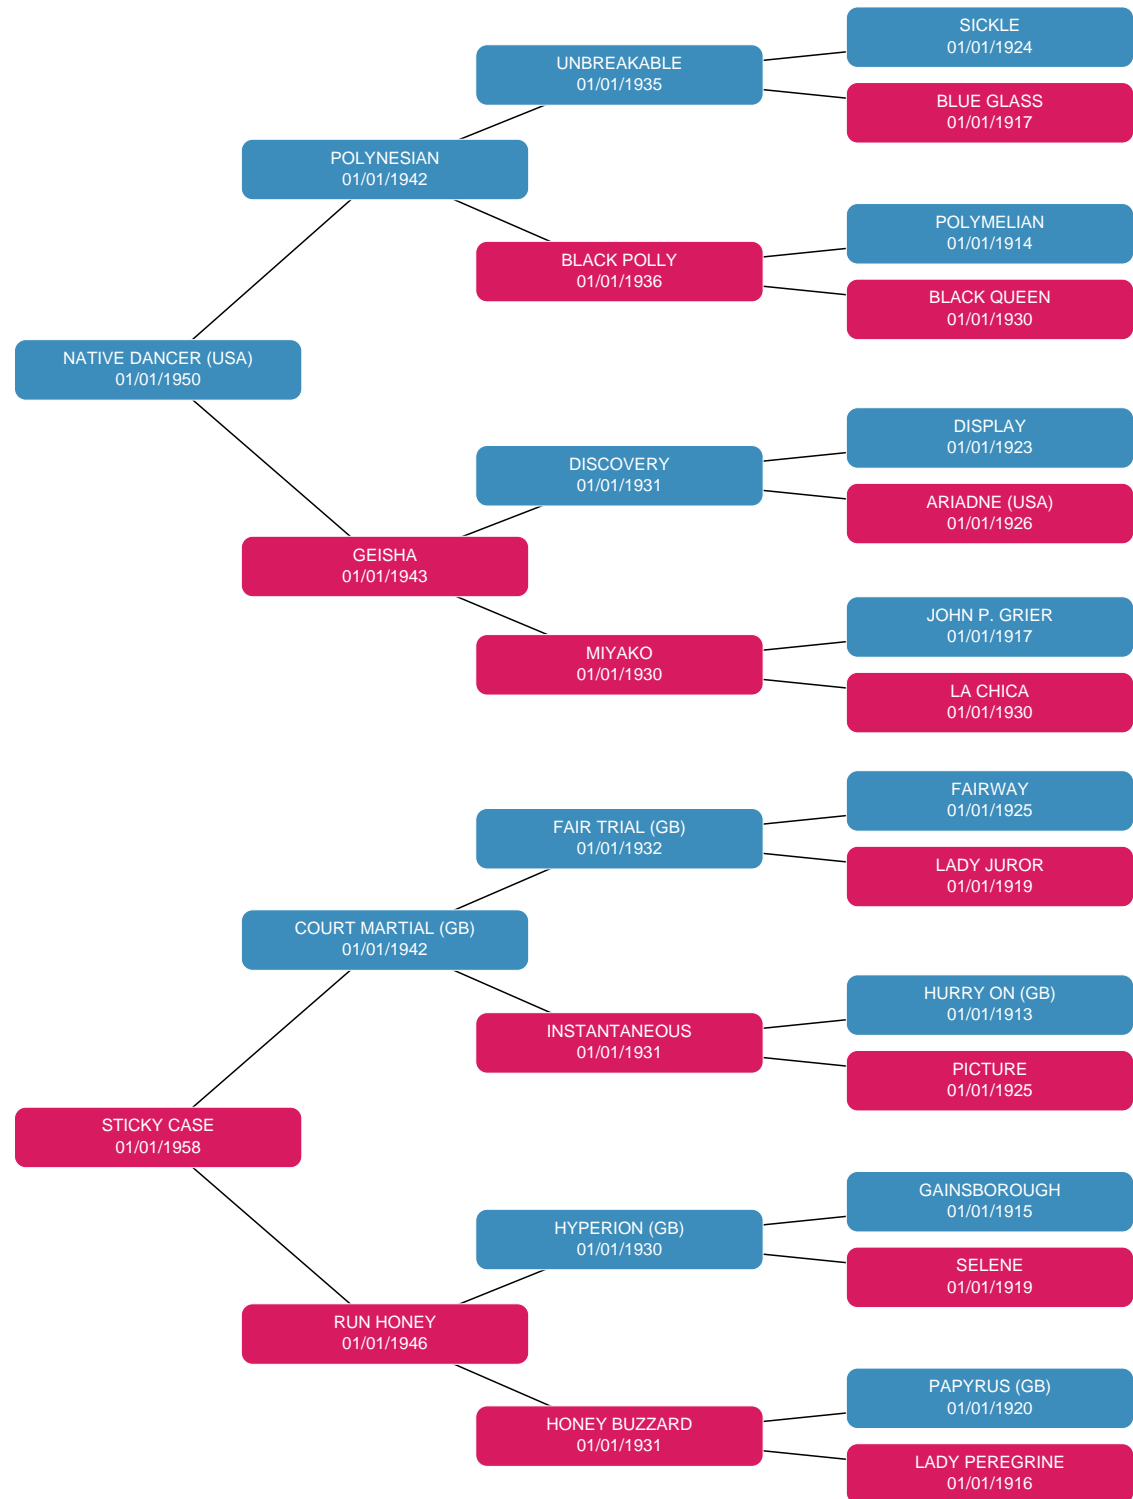 SICKLE
01/01/1924
UNBREAKABLE
01/01/1935
BLUE GLASS
01/01/1917
POLYNESIAN
01/01/1942
POLYMELIAN
01/01/1914
BLACK POLLY
01/01/1936
BLACK QUEEN
01/01/1930
NATIVE DANCER (USA)
01/01/1950
DISPLAY
01/01/1923
DISCOVERY
01/01/1931
ARIADNE (USA)
01/01/1926
GEISHA
01/01/1943
JOHN P. GRIER
01/01/1917
MIYAKO
01/01/1930
LA CHICA
01/01/1930
FAIRWAY
01/01/1925
FAIR TRIAL (GB)
01/01/1932
LADY JUROR
01/01/1919
COURT MARTIAL (GB)
01/01/1942
HURRY ON (GB)
01/01/1913
INSTANTANEOUS
01/01/1931
PICTURE
01/01/1925
STICKY CASE
01/01/1958
GAINSBOROUGH
01/01/1915
HYPERION (GB)
01/01/1930
SELENE
01/01/1919
RUN HONEY
01/01/1946
PAPYRUS (GB)
01/01/1920
HONEY BUZZARD
01/01/1931
LADY PEREGRINE
01/01/1916